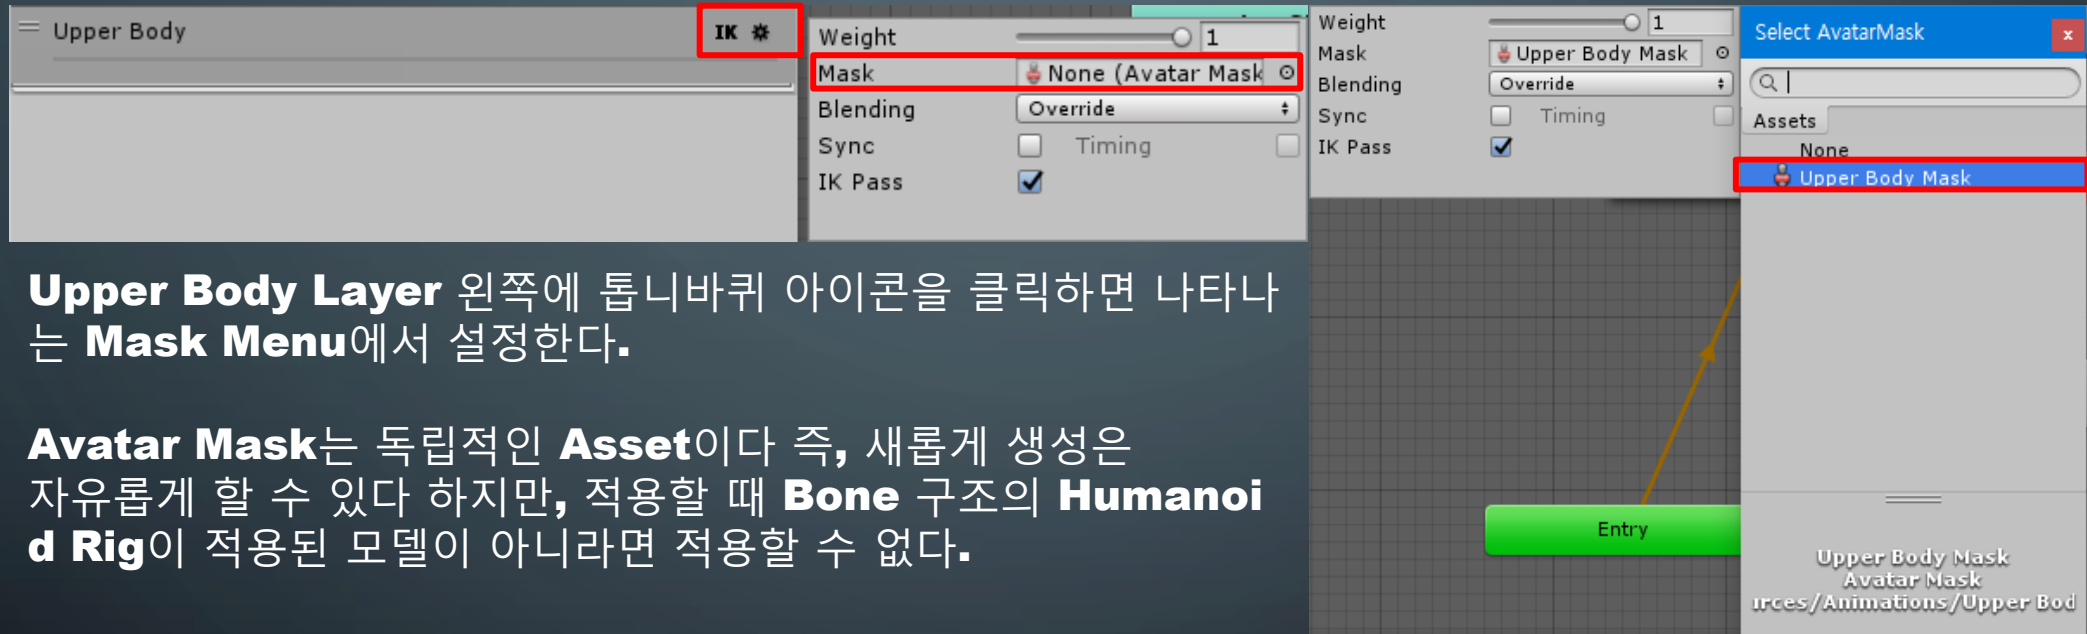 Upper Body IK
Weight 1
Mask None (Avatar Mask
Blending Override
Sync Timing
IK Pass
Weight 1
Mask Upper Body Mask
Blending Override
Sync Timing
IK Pass
Entry
Select AvatarMask x
Assets
None
Upper Body Mask
Upper Body Mask
Avatar Mask
urces/Animations/Upper Bod
Upper Body Layer 왼쪽에 톱니바퀴 아이콘을 클릭하면 나타나
는 Mask Menu에서 설정한다.
Avatar Mask는 독립적인 Asset이다 즉, 새롭게 생성은
자유롭게 할 수 있다 하지만, 적용할 때 Bone 구조의 Humanoi
d Rig이 적용된 모델이 아니라면 적용할 수 없다.